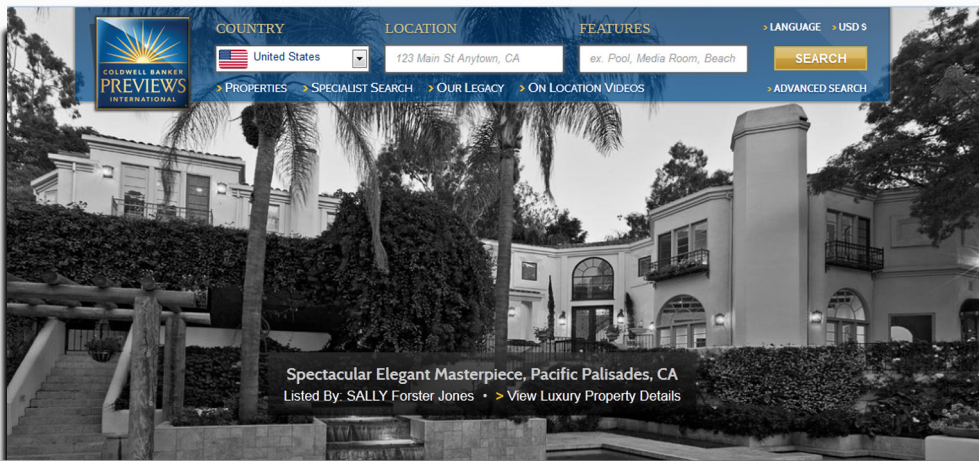 COLDWELL BANKER
PREVIEWS
INTERNATIONAL
COUNTRY
LOCATION
FEATURES
> LANGUAGE > USD $
United States
123 Main St Anytown, CA
ex. Pool, Media Room, Beach
SEARCH
> PROPERTIES > SPECIALIST SEARCH > OUR LEGACY > ON LOCATION VIDEOS
> ADVANCED SEARCH
Spectacular Elegant Masterpiece, Pacific Palisades, CA
Listed By: SALLY Forster Jones • > View Luxury Property Details